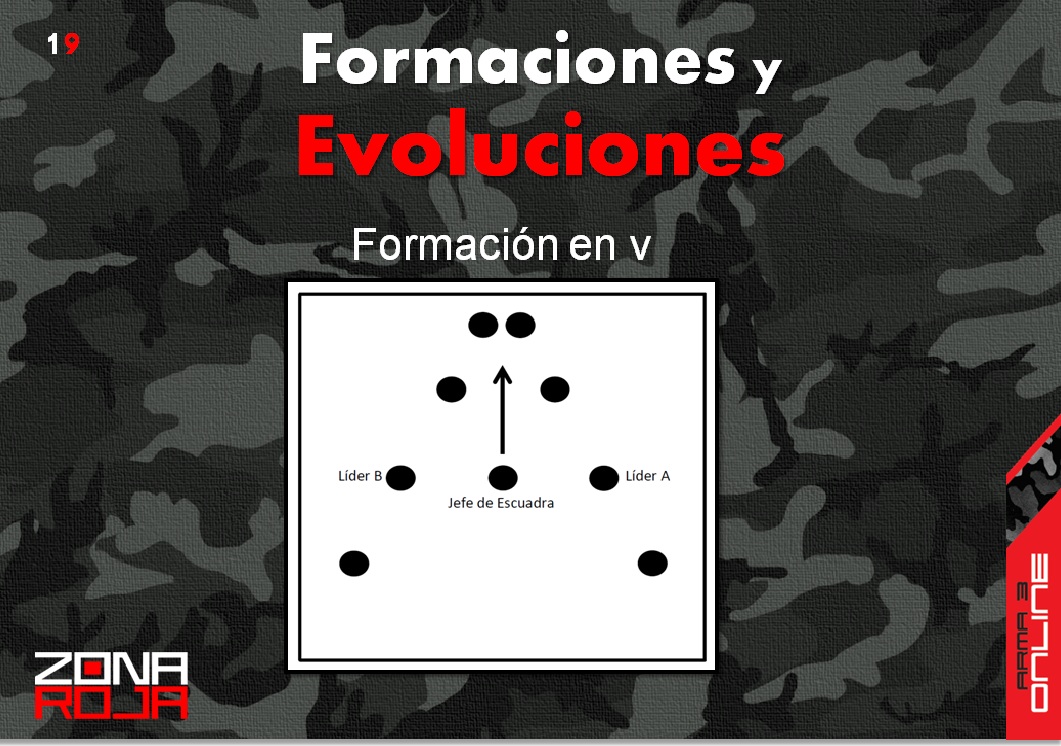 19
Formaciones y
Evoluciones
Formación en v
Líder B
Líder A
Jefe de Escuadra
ZONA
ROJA
ARMA 3
ONLINE